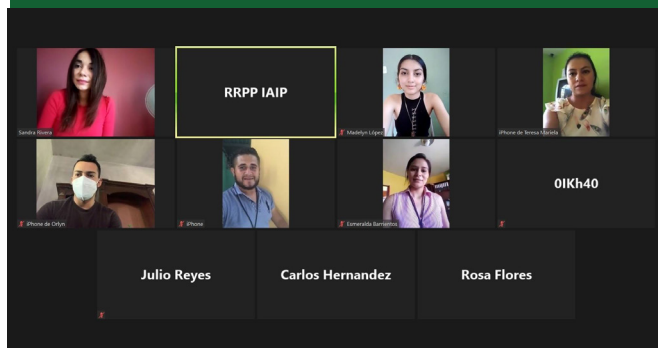 Sandra Rivera
RRPP IAIP
Madelyn López
iPhone de Teresa Mariela
iPhone de Orlyn
iPhone
Esmeralda Barrientos
0IKh40
Julio Reyes
Carlos Hernandez
Rosa Flores